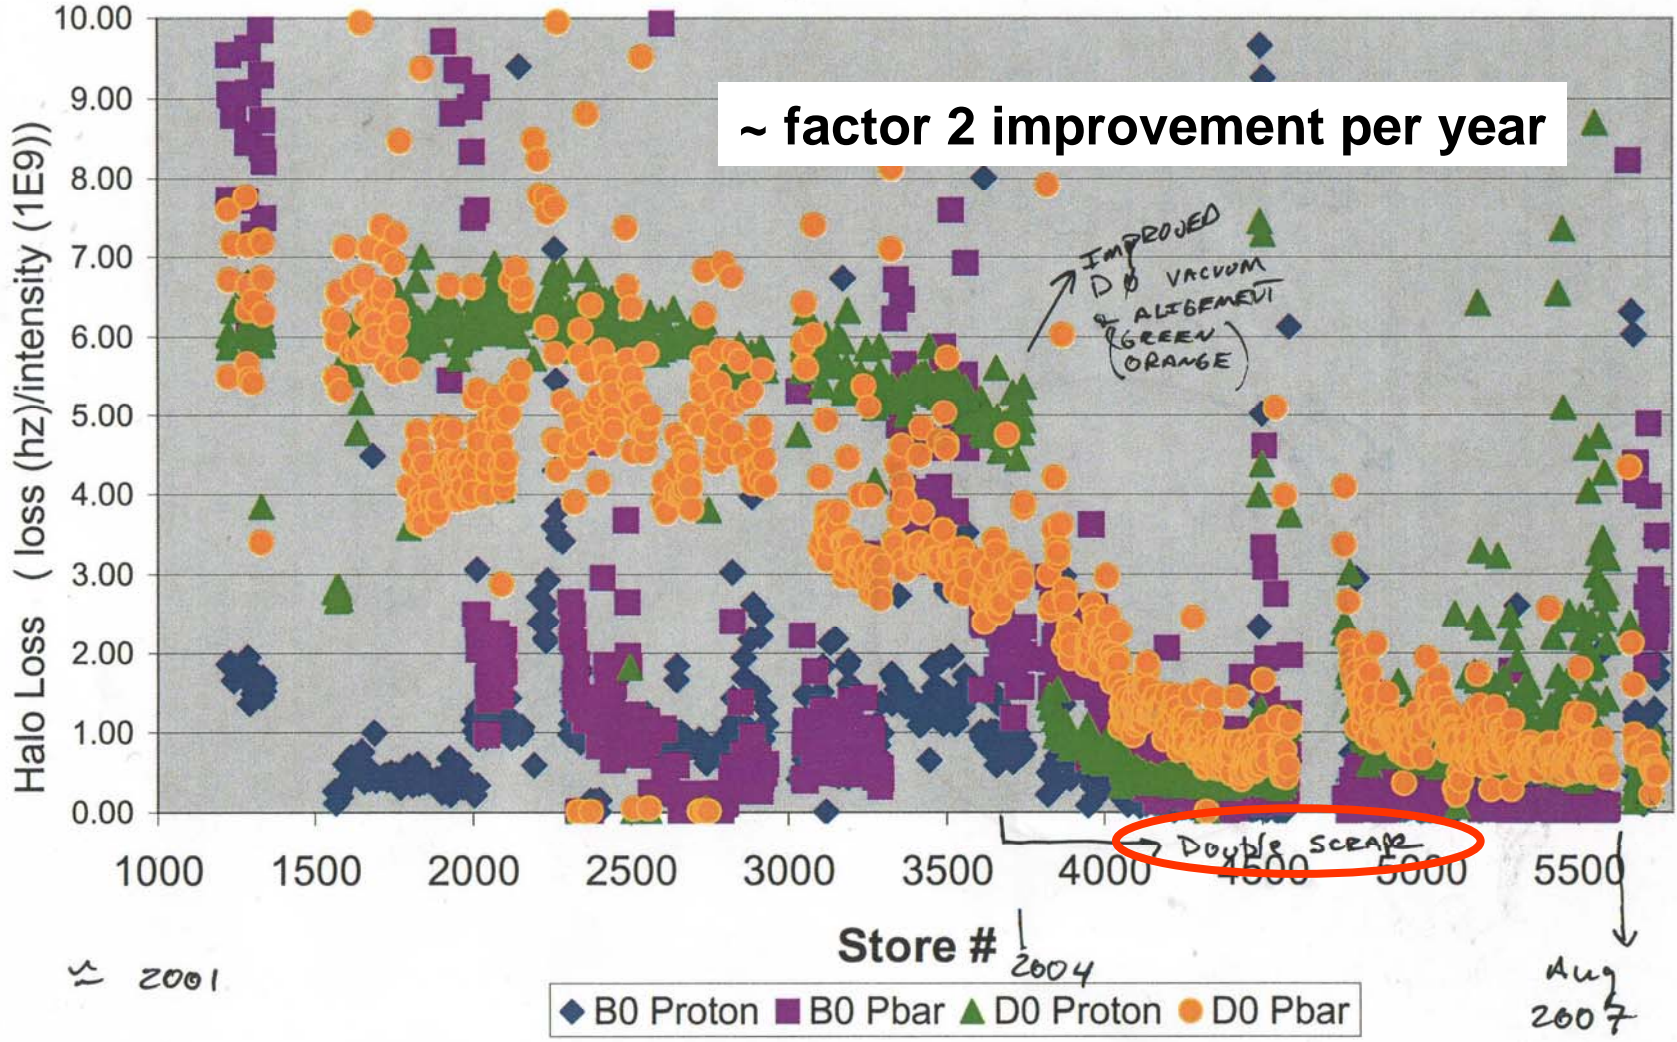 10.00
9.00
8.00
7.00
6.00
5.00
4.00
3.00
2.00
1.00
0.00
Halo Loss ( loss (hz)/intensity (1E9))
~ factor 2 improvement per year
IMPROVED
DØ VACUUM
& ALIGEMENT
(GREEN
ORANGE)
Double SCRAPE
1000 1500 2000 2500 3000 3500 4000 4500 5000 5500
Store #
≃ 2001
2004
Aug
2007
B0 Proton B0 Pbar D0 Proton D0 Pbar